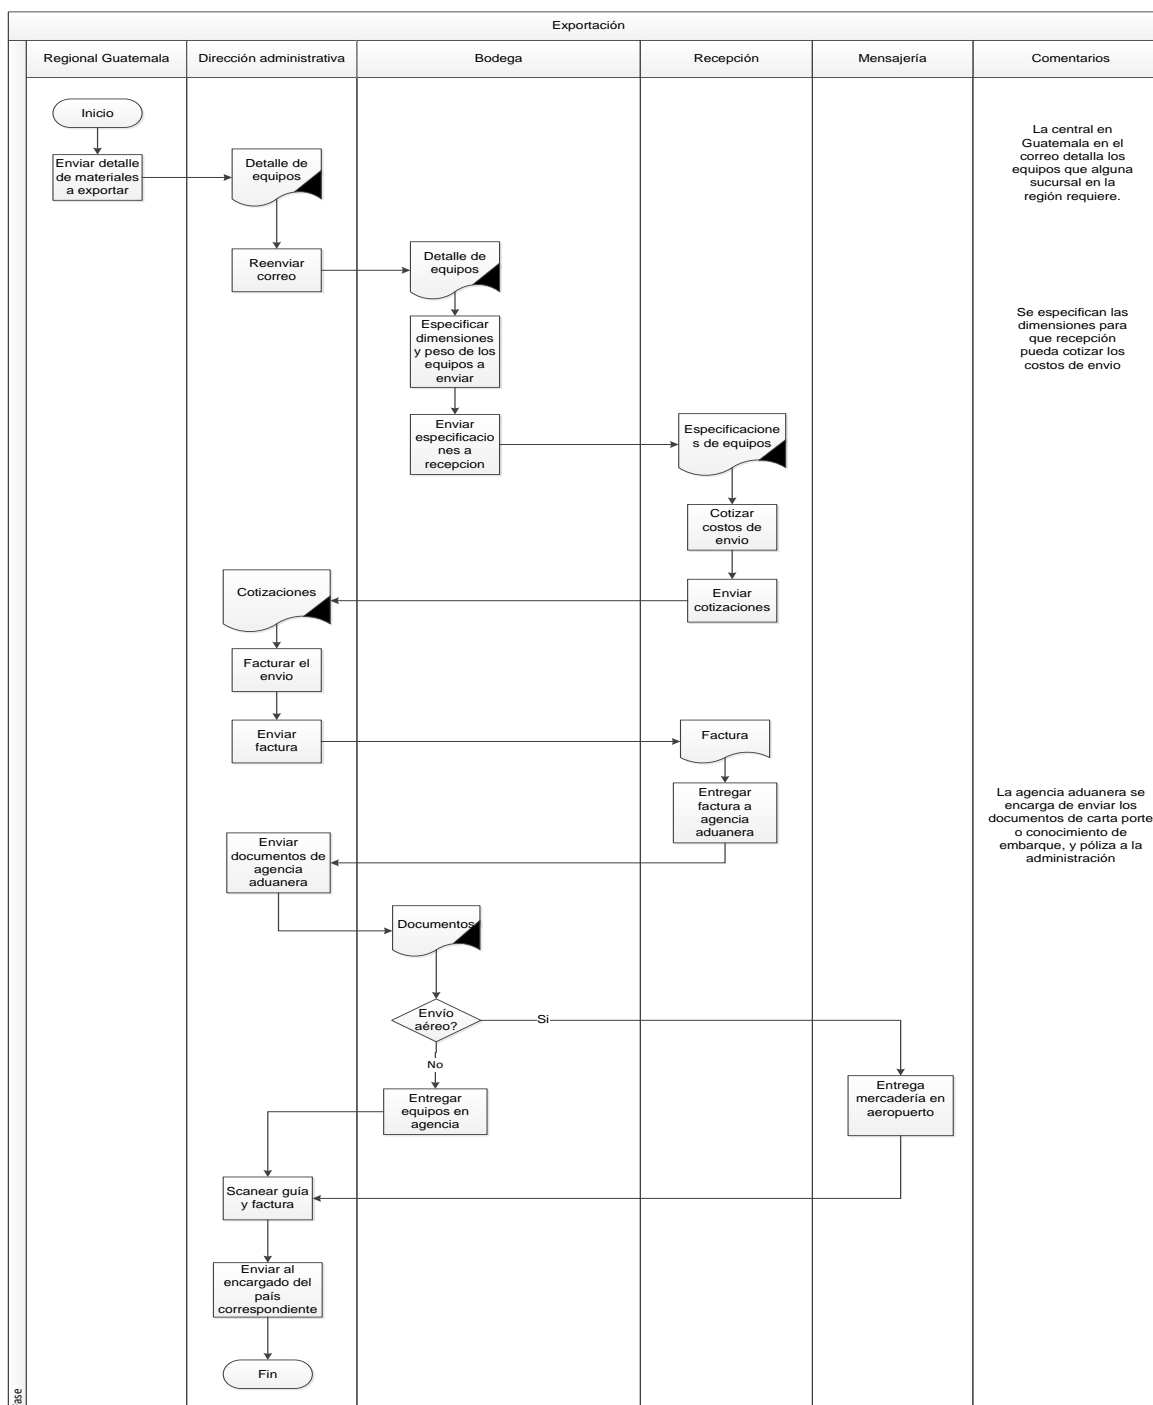 Exportación
Regional Guatemala
Dirección administrativa
Bodega
Recepción
Mensajería
Comentarios
Inicio
Enviar detalle
de materiales
a exportar
Detalle de
equipos
La central en
Guatemala en el
correo detalla los
equipos que alguna
sucursal en la
región requiere.
Reenviar
correo
Detalle de
equipos
Especificar
dimensiones
y peso de los
equipos a
enviar
Se especifican las
dimensiones para
que recepción
pueda cotizar los
costos de envio
Enviar
especificacio
nes a
recepcion
Especificacione
s de equipos
Cotizar
costos de
envio
Enviar
cotizaciones
Cotizaciones
Facturar el
envio
Enviar
factura
Factura
Entregar
factura a
agencia
aduanera
La agencia aduanera se
encarga de enviar los
documentos de carta porte
o conocimiento de
embarque, y póliza a la
administración
Enviar
documentos de
agencia
aduanera
Documentos
Envío
aéreo?
Si
No
Entregar
equipos en
agencia
Entrega
mercadería en
aeropuerto
Scanear guía
y factura
Enviar al
encargado del
país
correspondiente
Fin